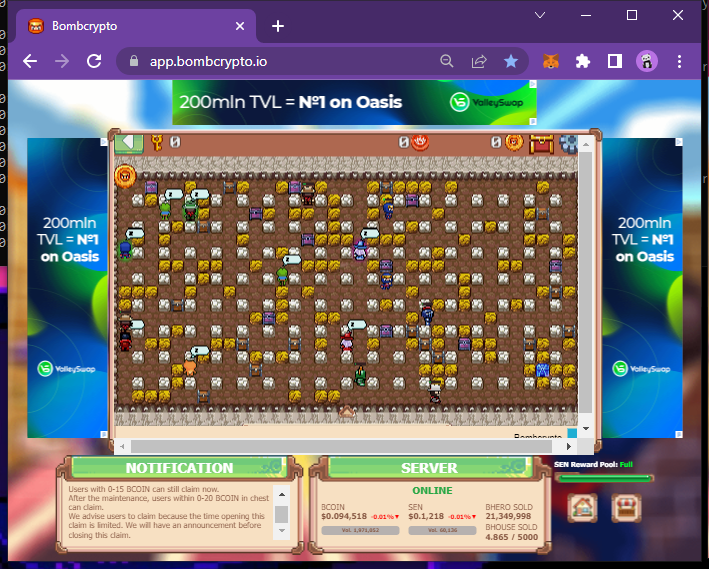 Bombcrypto
app.bombcrypto.io
200mln TVL = №1 on Oasis
ValleySwap
0
0
0
200mln
TVL = №1
on Oasis
ValleySwap
200mln
TVL = №1
on Oasis
ValleySwap
Bombcrypto
NOTIFICATION
Users with 0-15 BCOIN can still claim now.
After the maintenance, users within 0-20 BCOIN in chest
can claim.
We advise users to claim because the time opening this
claim is limited. We will have an announcement before
closing this claim.
SERVER
ONLINE
BCOIN
$0.094,518 -0.01%▼
Vol. 1,971,852
SEN
$0.1,218 -0.01%▼
Vol. 60,136
BHERO SOLD
21,349,998
BHOUSE SOLD
4.865 / 5000
SEN Reward Pool: Full